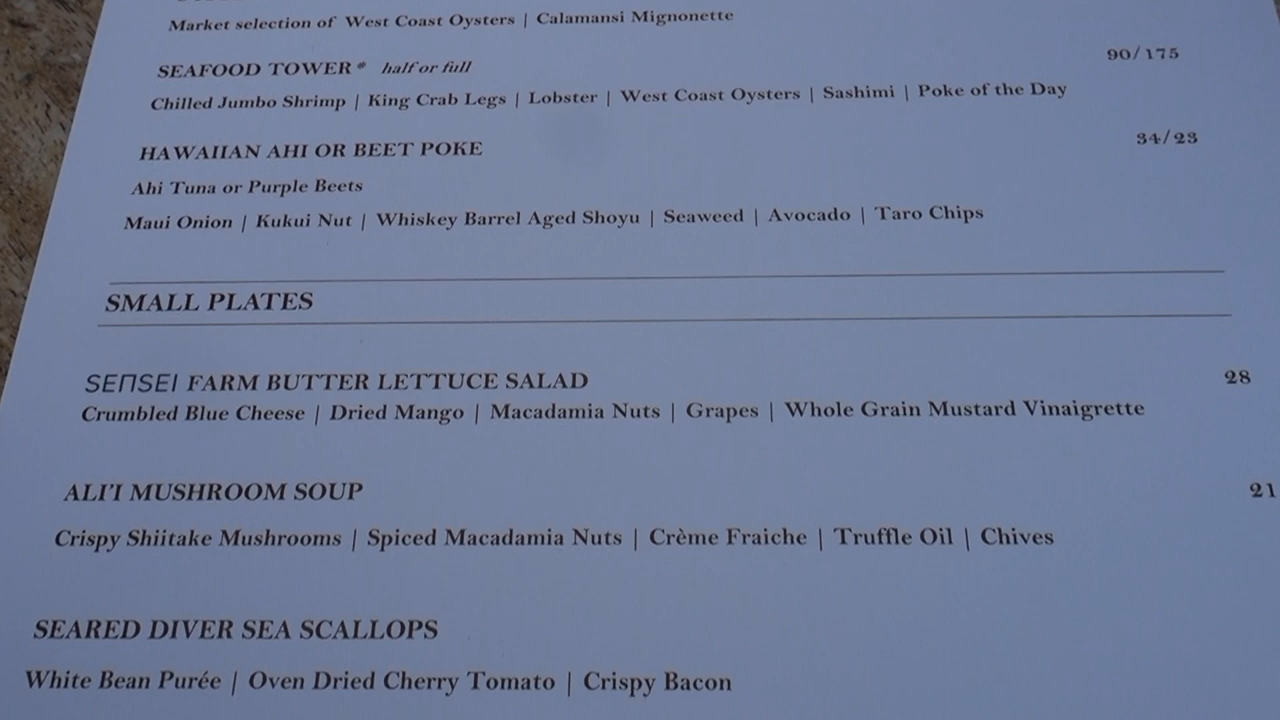 Market selection of West Coast Oysters | Calamansi Mignonette
SEAFOOD TOWER* half or full 90/175
Chilled Jumbo Shrimp | King Crab Legs | Lobster | West Coast Oysters | Sashimi | Poke of the Day
HAWAIIAN AHI OR BEET POKE 34/23
Ahi Tuna or Purple Beets
Maui Onion | Kukui Nut | Whiskey Barrel Aged Shoyu | Seaweed | Avocado | Taro Chips
SMALL PLATES
SENSEI FARM BUTTER LETTUCE SALAD 28
Crumbled Blue Cheese | Dried Mango | Macadamia Nuts | Grapes | Whole Grain Mustard Vinaigrette
ALI'I MUSHROOM SOUP 21
Crispy Shiitake Mushrooms | Spiced Macadamia Nuts | Crème Fraiche | Truffle Oil | Chives
SEARED DIVER SEA SCALLOPS
White Bean Purée | Oven Dried Cherry Tomato | Crispy Bacon